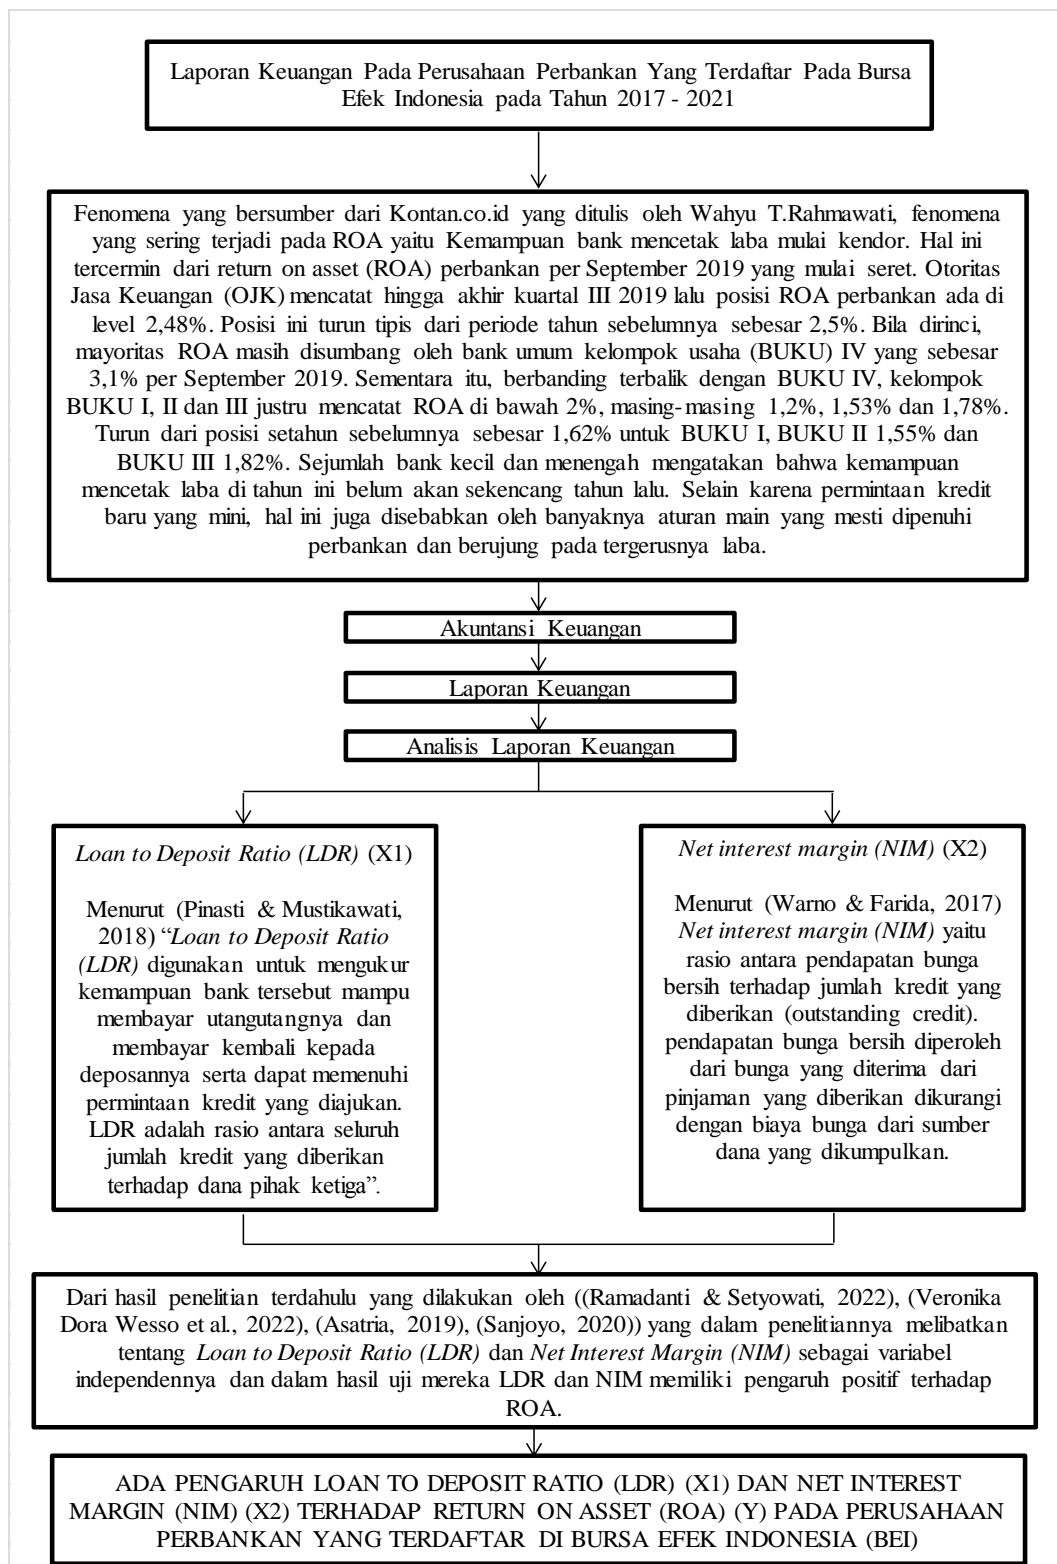 Laporan Keuangan Pada Perusahaan Perbankan Yang Terdaftar Pada Bursa
Efek Indonesia pada Tahun 2017 - 2021
Fenomena yang bersumber dari Kontan.co.id yang ditulis oleh Wahyu T.Rahmawati, fenomena
yang sering terjadi pada ROA yaitu Kemampuan bank mencetak laba mulai kendor. Hal ini
tercermin dari return on asset (ROA) perbankan per September 2019 yang mulai seret. Otoritas
Jasa Keuangan (OJK) mencatat hingga akhir kuartal III 2019 lalu posisi ROA perbankan ada di
level 2,48%. Posisi ini turun tipis dari periode tahun sebelumnya sebesar 2,5%. Bila dirinci,
mayoritas ROA masih disumbang oleh bank umum kelompok usaha (BUKU) IV yang sebesar
3,1% per September 2019. Sementara itu, berbanding terbalik dengan BUKU IV, kelompok
BUKU I, II dan III justru mencatat ROA di bawah 2%, masing-masing 1,2%, 1,53% dan 1,78%.
Turun dari posisi setahun sebelumnya sebesar 1,62% untuk BUKU I, BUKU II 1,55% dan
BUKU III 1,82%. Sejumlah bank kecil dan menengah mengatakan bahwa kemampuan
mencetak laba di tahun ini belum akan sekencang tahun lalu. Selain karena permintaan kredit
baru yang mini, hal ini juga disebabkan oleh banyaknya aturan main yang mesti dipenuhi
perbankan dan berujung pada tergerusnya laba.
Akuntansi Keuangan
Laporan Keuangan
Analisis Laporan Keuangan
Loan to Deposit Ratio (LDR) (X1)
Menurut (Pinasti & Mustikawati,
2018) “Loan to Deposit Ratio
(LDR) digunakan untuk mengukur
kemampuan bank tersebut mampu
membayar utangutangnya dan
membayar kembali kepada
deposannya serta dapat memenuhi
permintaan kredit yang diajukan.
LDR adalah rasio antara seluruh
jumlah kredit yang diberikan
terhadap dana pihak ketiga”.
Net interest margin (NIM) (X2)
Menurut (Warno & Farida, 2017)
Net interest margin (NIM) yaitu
rasio antara pendapatan bunga
bersih terhadap jumlah kredit yang
diberikan (outstanding credit).
pendapatan bunga bersih diperoleh
dari bunga yang diterima dari
pinjaman yang diberikan dikurangi
dengan biaya bunga dari sumber
dana yang dikumpulkan.
Dari hasil penelitian terdahulu yang dilakukan oleh ((Ramadanti & Setyowati, 2022), (Veronika
Dora Wesso et al., 2022), (Asatria, 2019), (Sanjoyo, 2020)) yang dalam penelitiannya melibatkan
tentang Loan to Deposit Ratio (LDR) dan Net Interest Margin (NIM) sebagai variabel
independennya dan dalam hasil uji mereka LDR dan NIM memiliki pengaruh positif terhadap
ROA.
ADA PENGARUH LOAN TO DEPOSIT RATIO (LDR) (X1) DAN NET INTEREST
MARGIN (NIM) (X2) TERHADAP RETURN ON ASSET (ROA) (Y) PADA PERUSAHAAN
PERBANKAN YANG TERDAFTAR DI BURSA EFEK INDONESIA (BEI)